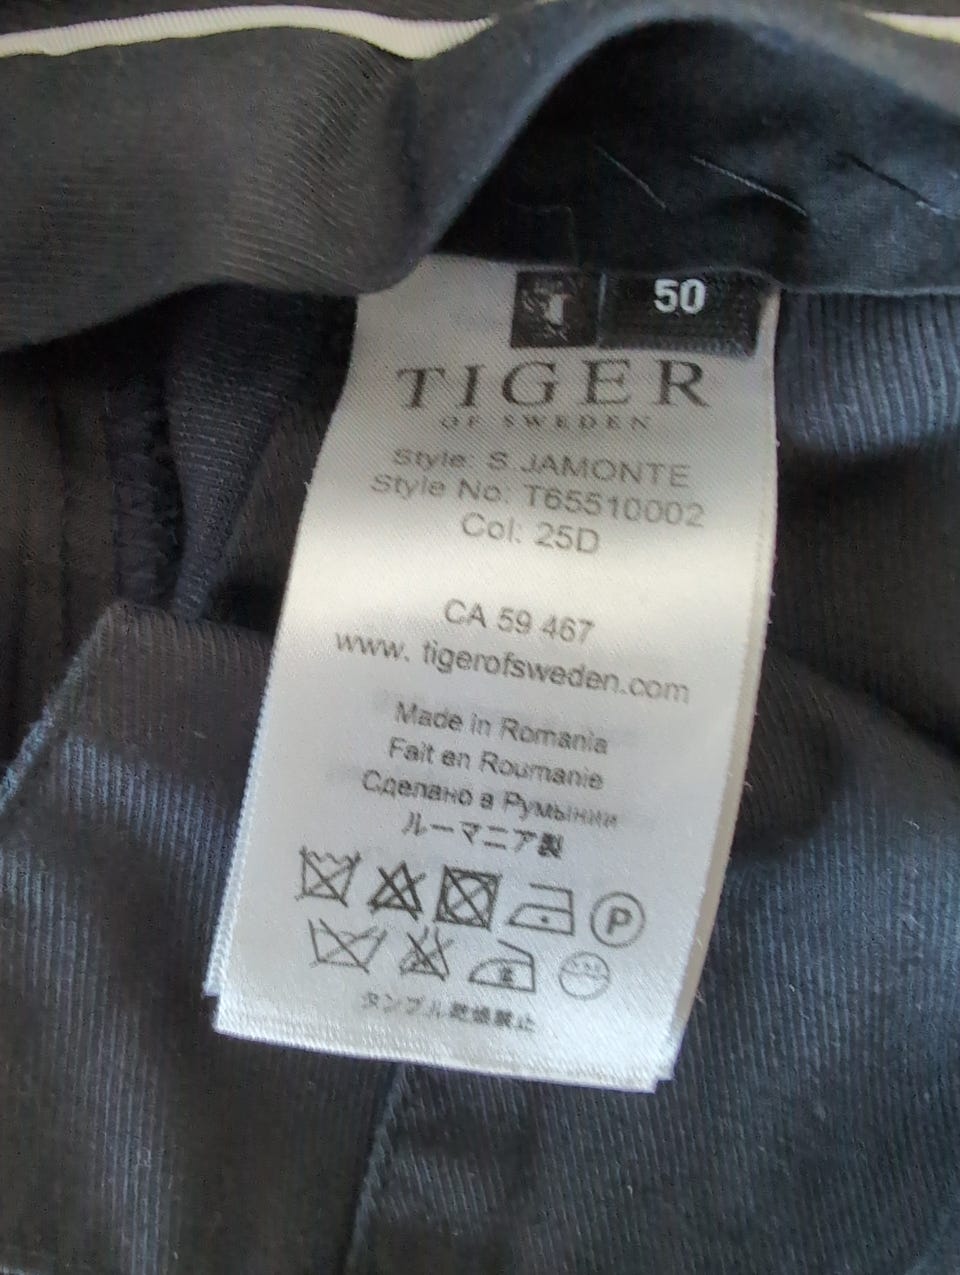 50
TIGER
OF SWEDEN
Style: S.JAMONTE
Style No: T65510002
Col: 25D
CA 59 467
www. tigerofsweden.com
Made in Romania
Fait en Roumanie
Сделано в Румынии
ルーマニア製
P
タンブル乾燥禁止